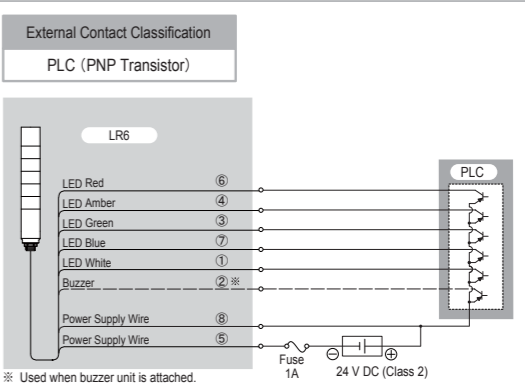 External Contact Classification
PLC (PNP Transistor)
LR6
PLC
LED Red ⑥
LED Amber ④
LED Green ③
LED Blue ⑦
LED White ①
Buzzer ②※
Power Supply Wire ⑧
Power Supply Wire ⑤
Fuse
1A
⊖ ⊕
24 V DC (Class 2)
※ Used when buzzer unit is attached.